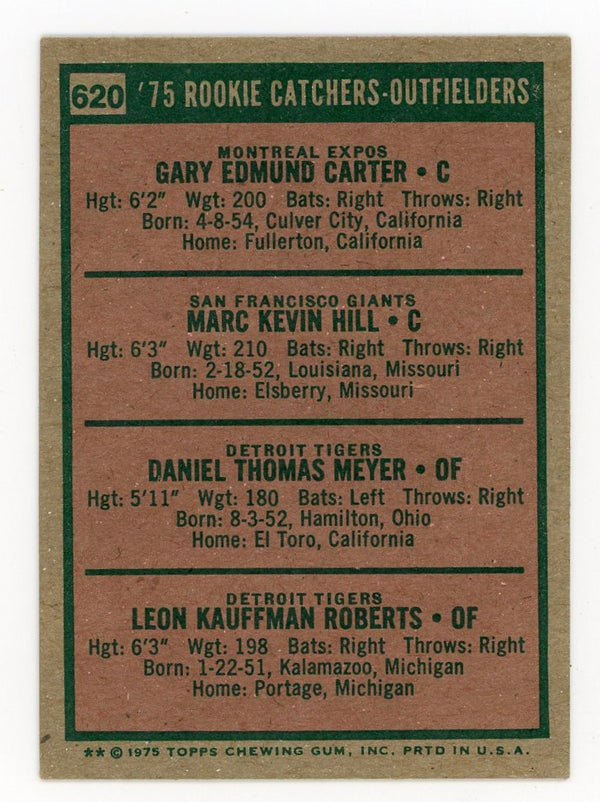 620 '75 ROOKIE CATCHERS-OUTFIELDERS
MONTREAL EXPOS
GARY EDMUND CARTER • C
Hgt: 6'2" Wgt: 200 Bats: Right Throws: Right
Born: 4-8-54, Culver City, California
Home: Fullerton, California
SAN FRANCISCO GIANTS
MARC KEVIN HILL • C
Hgt: 6'3" Wgt: 210 Bats: Right Throws: Right
Born: 2-18-52, Louisiana, Missouri
Home: Elsberry, Missouri
DETROIT TIGERS
DANIEL THOMAS MEYER • OF
Hgt: 5'11" Wgt: 180 Bats: Left Throws: Right
Born: 8-3-52, Hamilton, Ohio
Home: El Toro, California
DETROIT TIGERS
LEON KAUFFMAN ROBERTS • OF
Hgt: 6'3" Wgt: 198 Bats: Right Throws: Right
Born: 1-22-51, Kalamazoo, Michigan
Home: Portage, Michigan
** © 1975 TOPPS CHEWING GUM, INC. PRTD IN U.S.A.